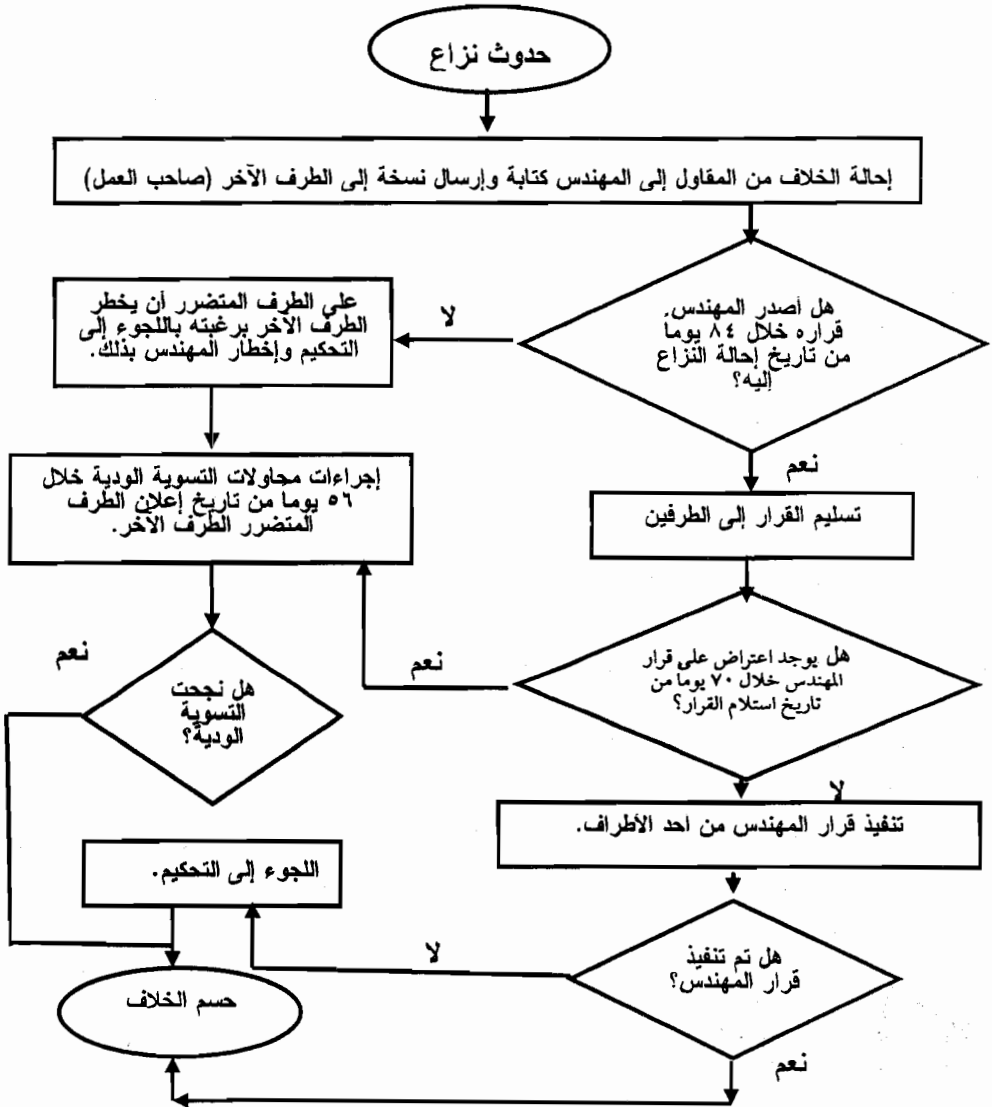 حدوث نزاع
إحالة الخلاف من المقاول إلى المهندس كتابة وإرسال نسخة إلى الطرف الآخر (صاحب العمل)
هل أصدر المهندس
قراره خلال ٨٤ يوماً
من تاريخ إحالة النزاع
إليه؟
لا
على الطرف المتضرر أن يخطر
الطرف الآخر برغبته باللجوء إلى
التحكيم وإخطار المهندس بذلك.
نعم
إجراءات محاولات التسوية الودية خلال
٥٦ يوماً من تاريخ إعلان الطرف
المتضرر الطرف الآخر.
تسليم القرار إلى الطرفين
هل يوجد اعتراض على قرار
المهندس خلال ٧٠ يوماً من
تاريخ استلام القرار؟
نعم
نعم
هل نجحت
التسوية
الودية؟
لا
تنفيذ قرار المهندس من احد الأطراف.
اللجوء إلى التحكيم.
هل تم تنفيذ
قرار المهندس؟
لا
حسم الخلاف
نعم